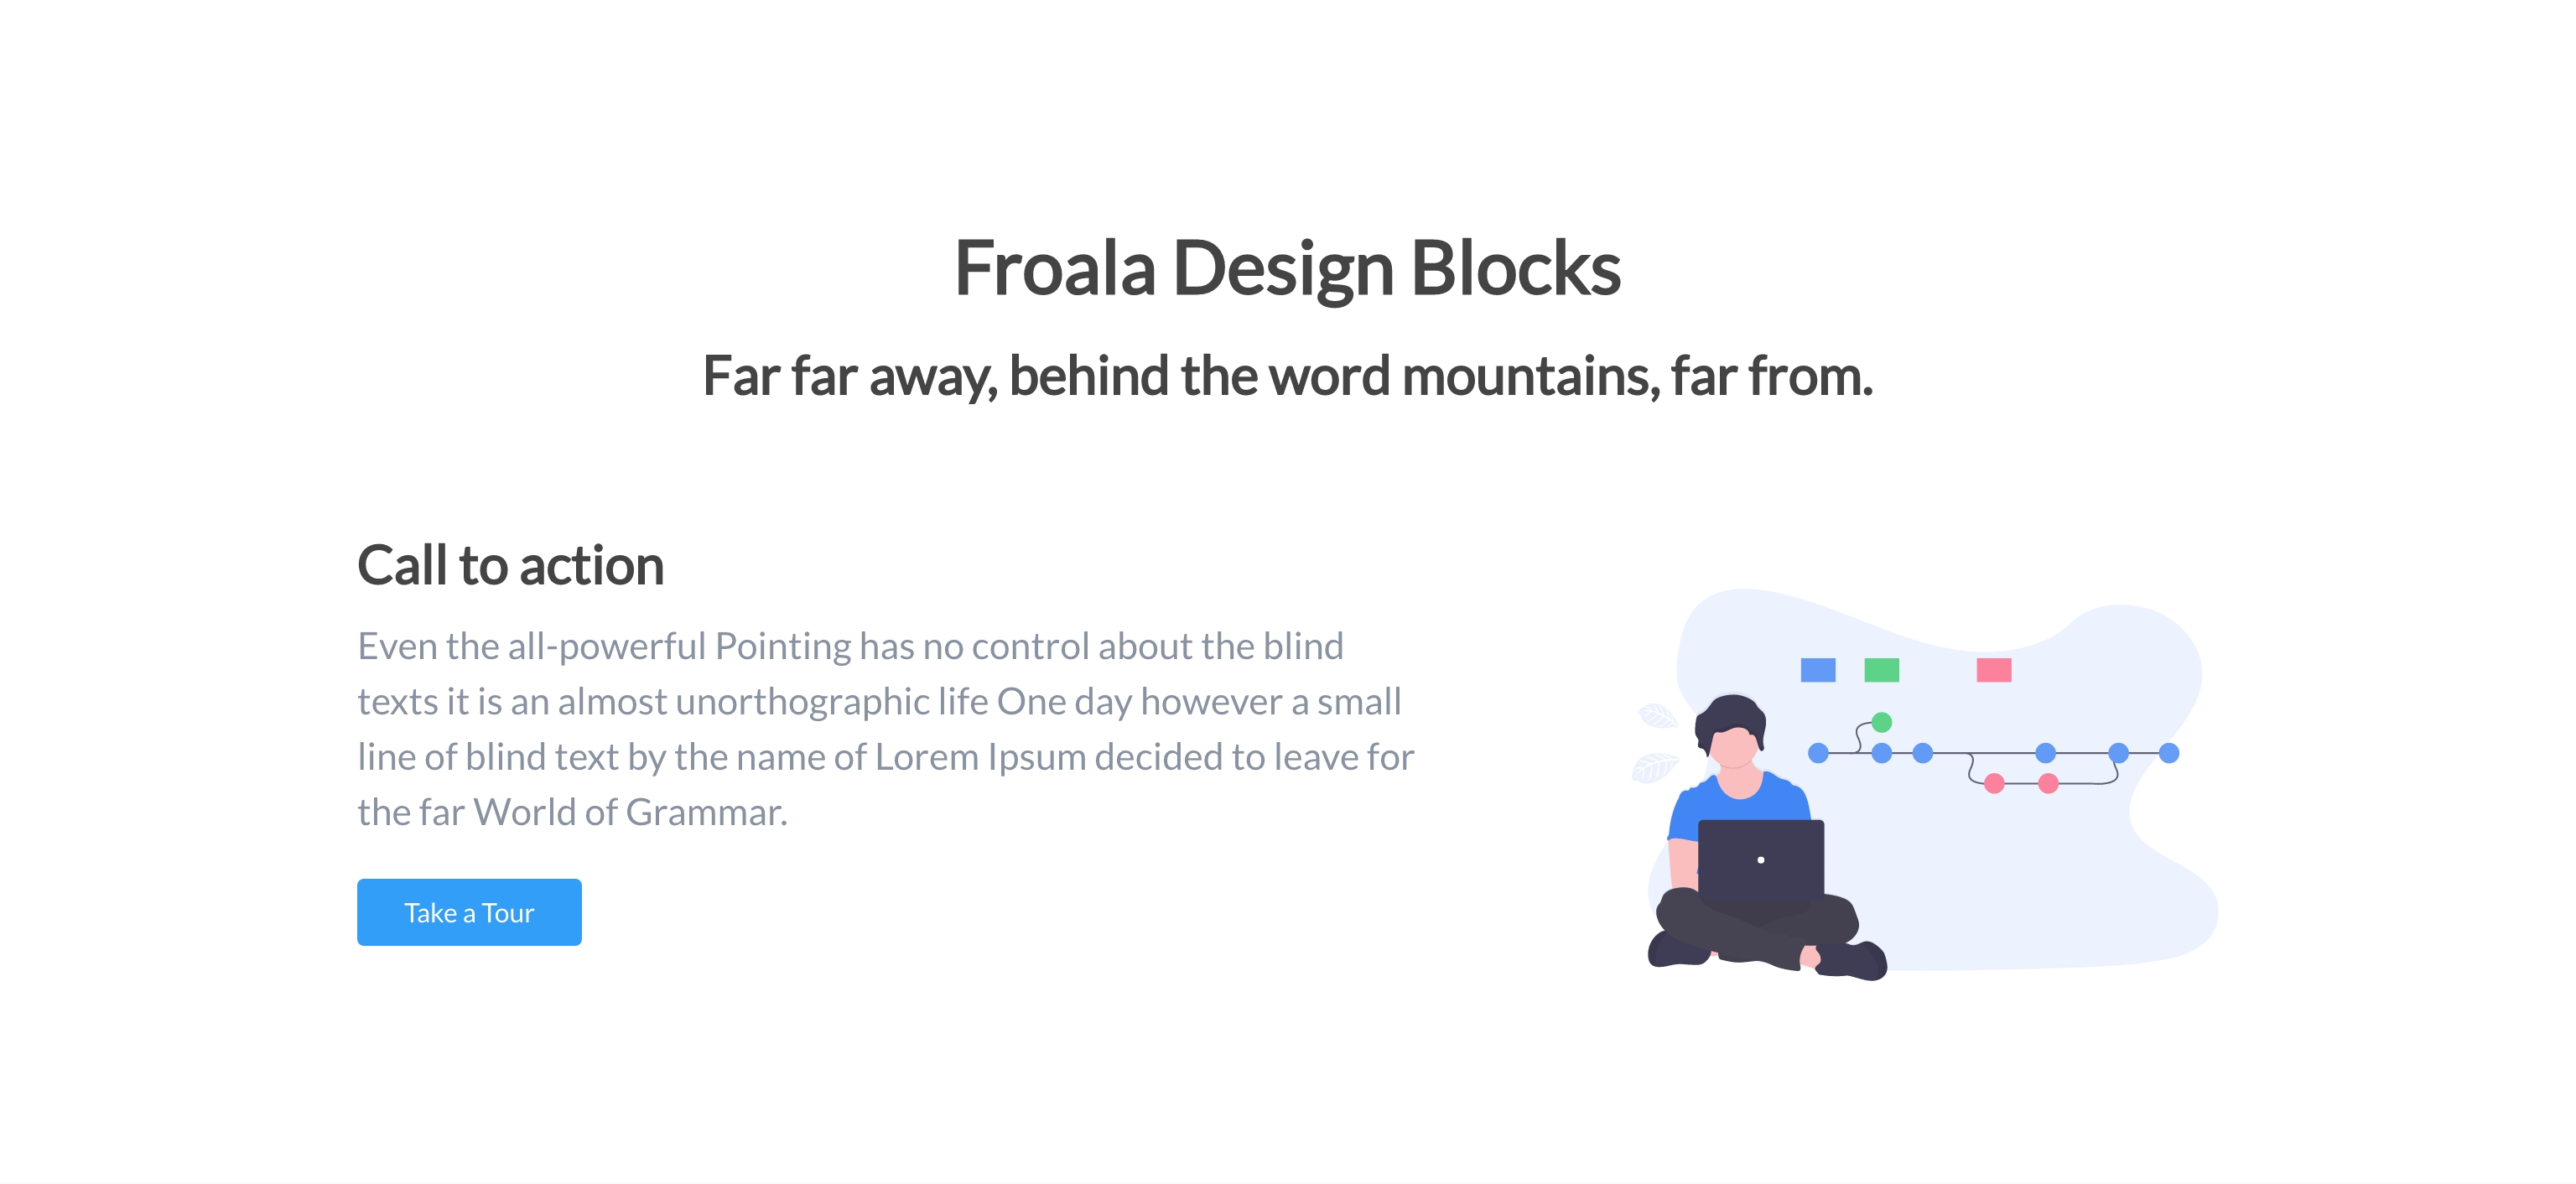 Froala Design Blocks
Far far away, behind the word mountains, far from.
Call to action
Even the all-powerful Pointing has no control about the blind
texts it is an almost unorthographic life One day however a small
line of blind text by the name of Lorem Ipsum decided to leave for
the far World of Grammar.
Take a Tour